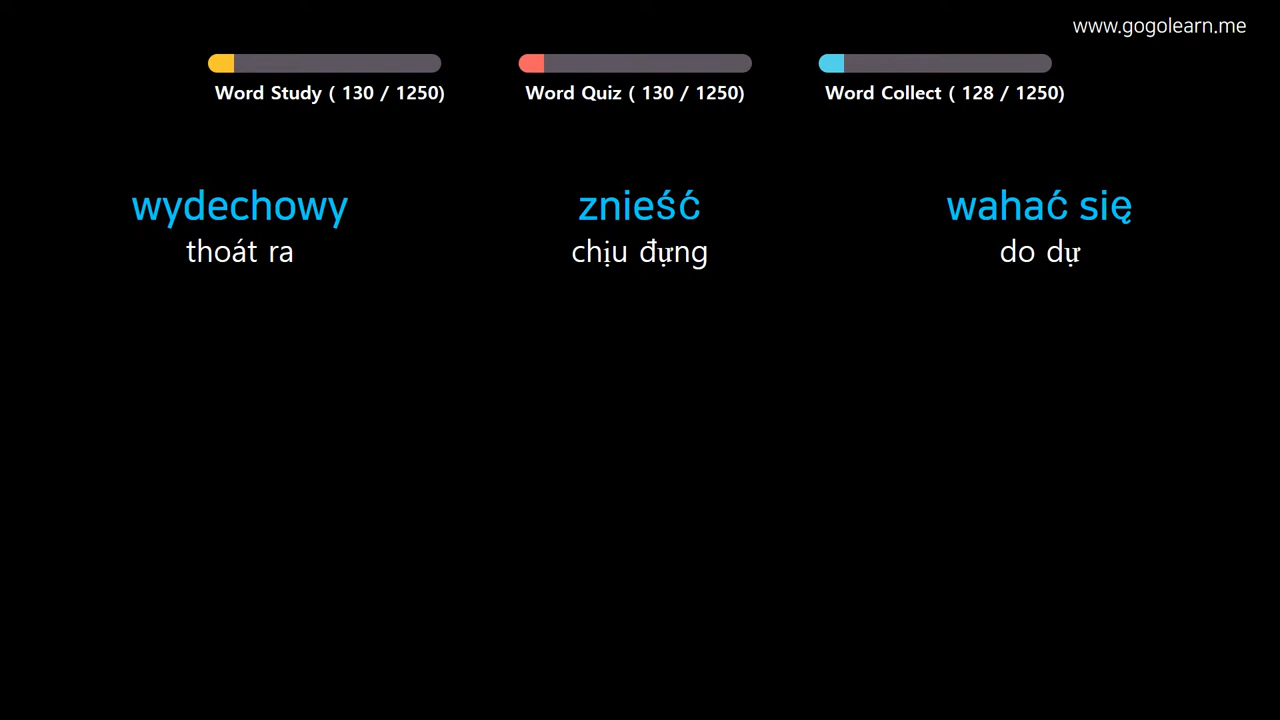 www.gogolearn.me
Word Study ( 130 / 1250)
Word Quiz ( 130 / 1250)
Word Collect ( 128 / 1250)
wydechowy
thoát ra
znieść
chịu đựng
wahać się
do dự